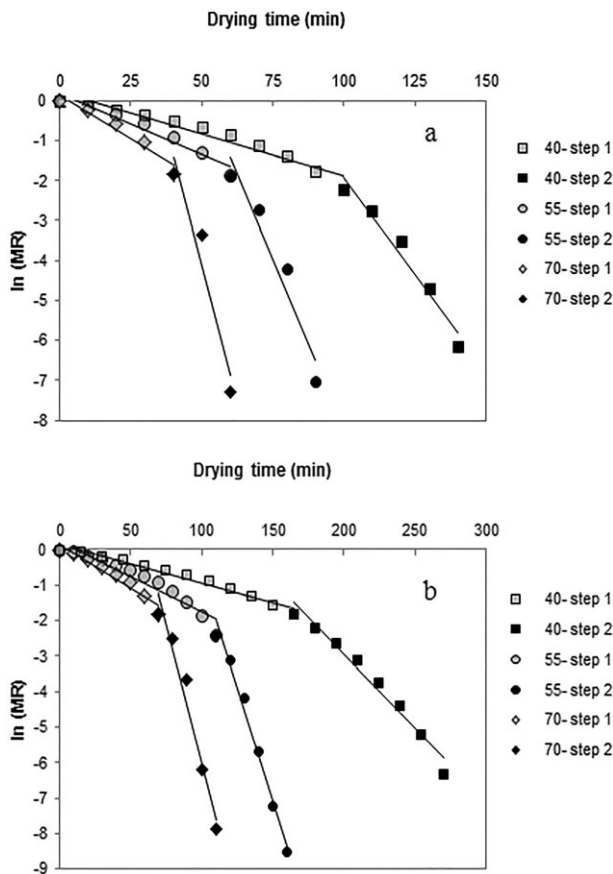 Drying time (min)
0 25 50 75 100 125 150
0
-1
-2
-3
-4
-5
-6
-7
-8
ln (MR)
a
40- step 1
40- step 2
55- step 1
55- step 2
70- step 1
70- step 2
Drying time (min)
0 50 100 150 200 250 300
0
-1
-2
-3
-4
-5
-6
-7
-8
-9
ln (MR)
b
40- step 1
40- step 2
55- step 1
55- step 2
70- step 1
70- step 2